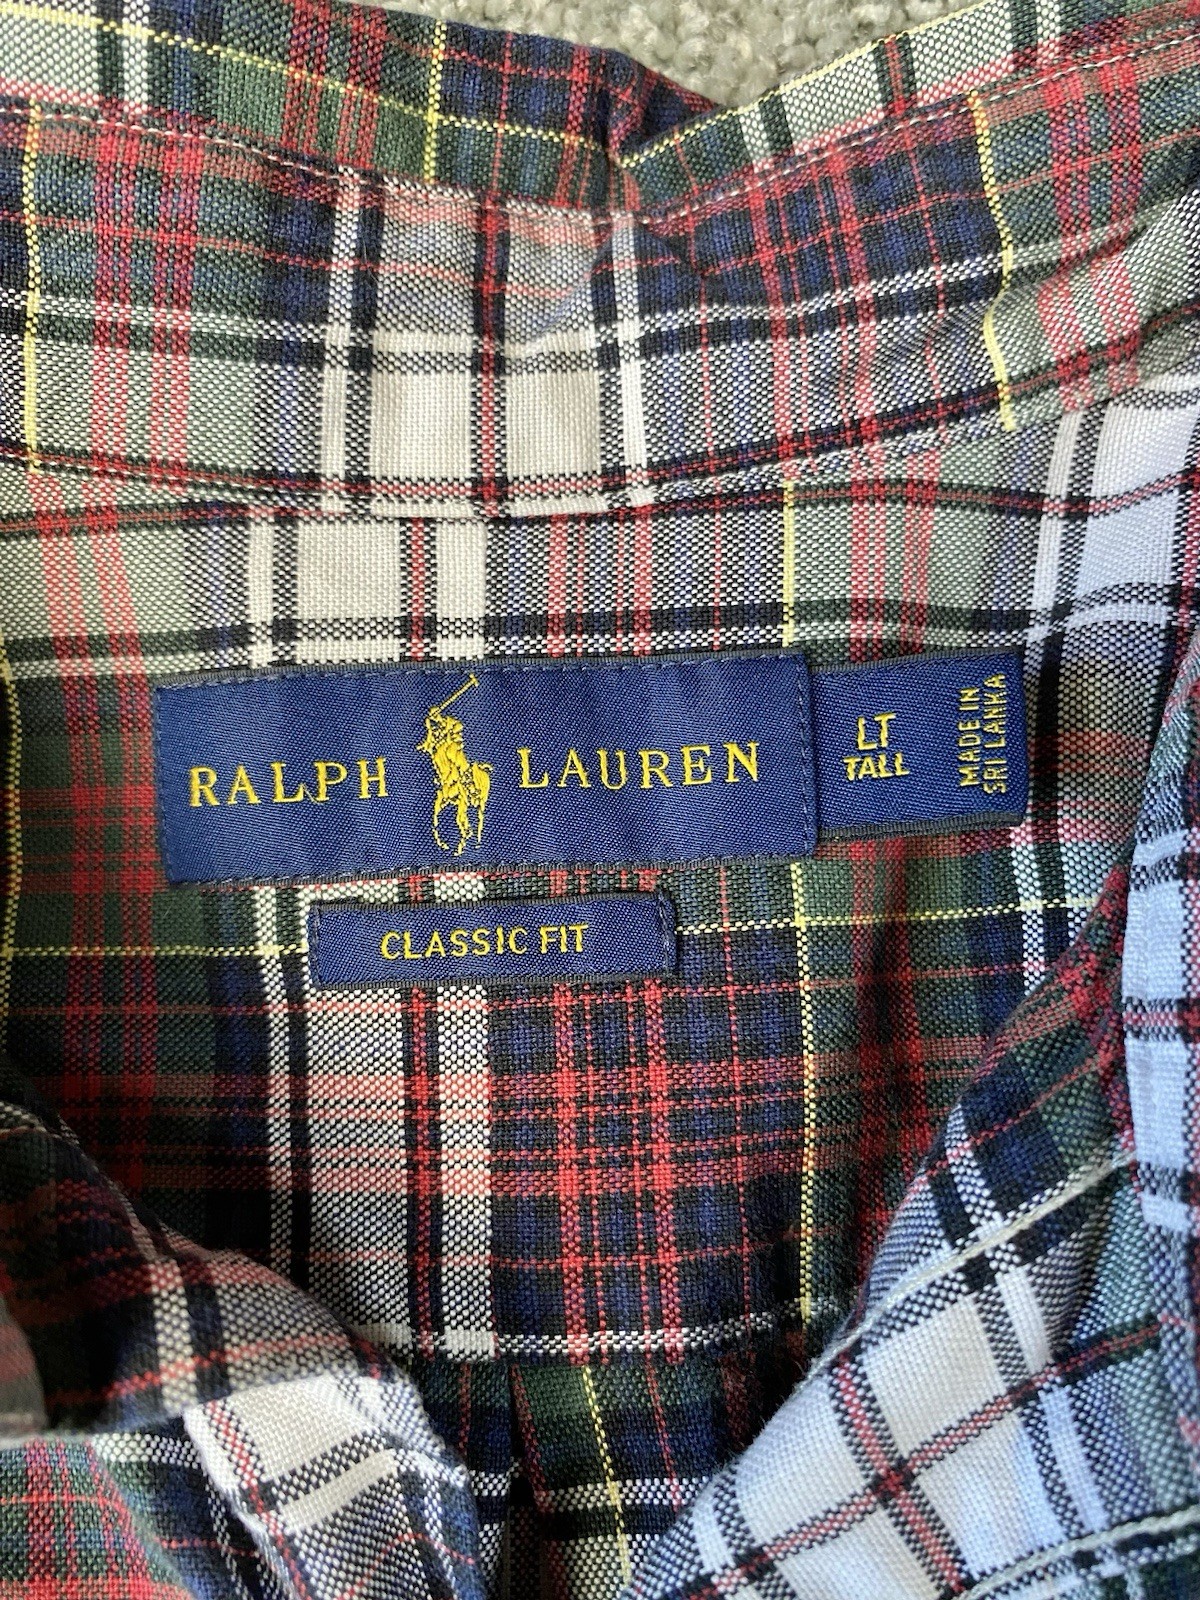 RALPH LAUREN
LT
TALL
MADE IN
SRI LANKA
CLASSIC FIT